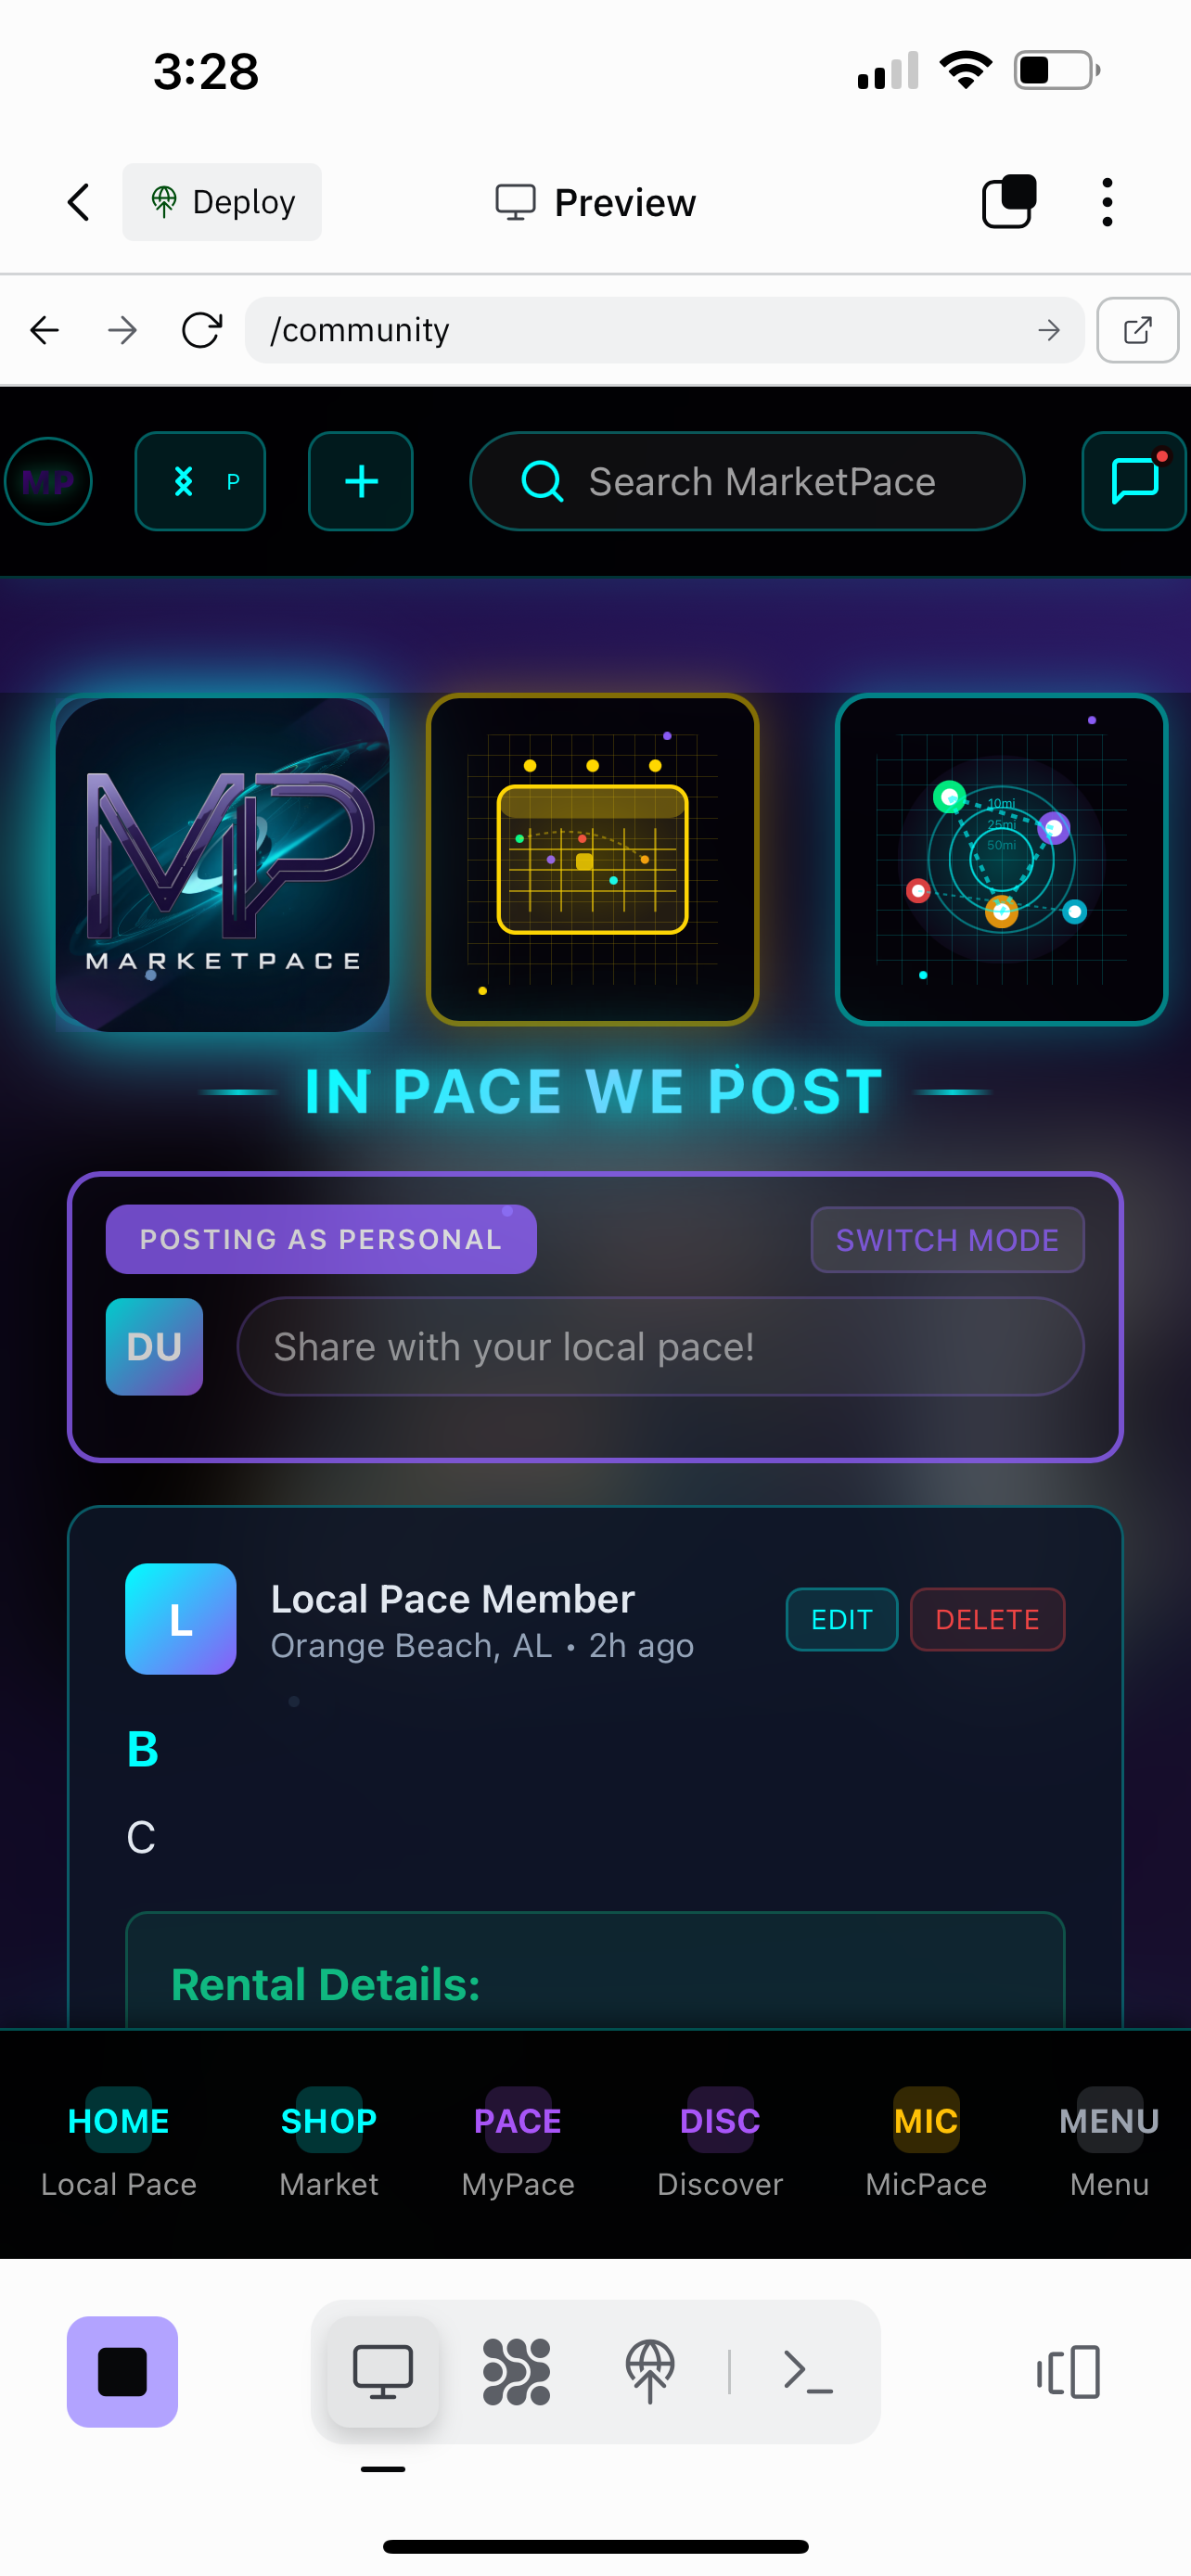 3:28
Deploy
Preview
/community
MP
P
Search MarketPace
MP
MARKETPACE
10mi
25mi
50mi
IN PACE WE POST
POSTING AS PERSONAL
SWITCH MODE
DU
Share with your local pace!
L
Local Pace Member
Orange Beach, AL • 2h ago
EDIT
DELETE
B
C
Rental Details:
HOME
SHOP
PACE
DISC
MIC
MENU
Local Pace
Market
MyPace
Discover
MicPace
Menu